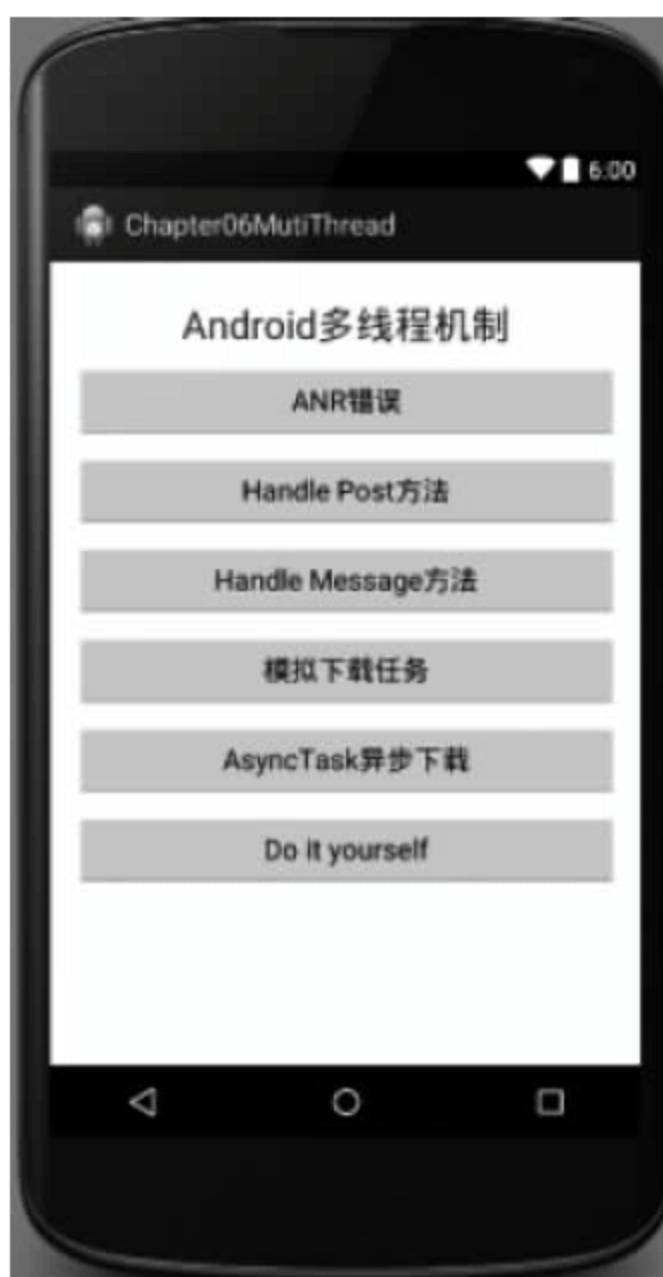 6:00
Chapter06MutiThread
Android多线程机制
ANR错误
Handle Post方法
Handle Message方法
模拟下载任务
AsyncTask异步下载
Do it yourself